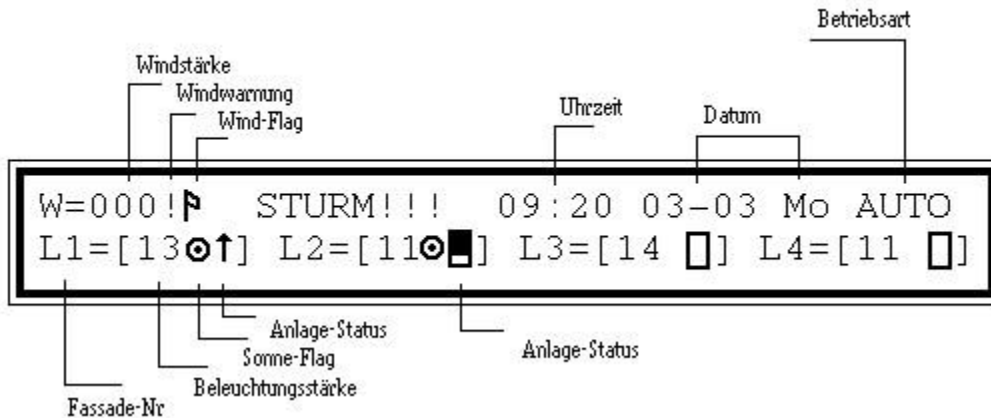 Betriebsart
Windstärke
Windwarnung
Wind-Flag
Uhrzeit
Datum
W=000! STURM!!! 09:20 03-03 Mo AUTO
L1=[13⊙↑] L2=[11⊙] L3=[14 ] L4=[11 ]
Anlage-Status
Anlage-Status
Sonne-Flag
Beleuchtungsstärke
Fassade-Nr